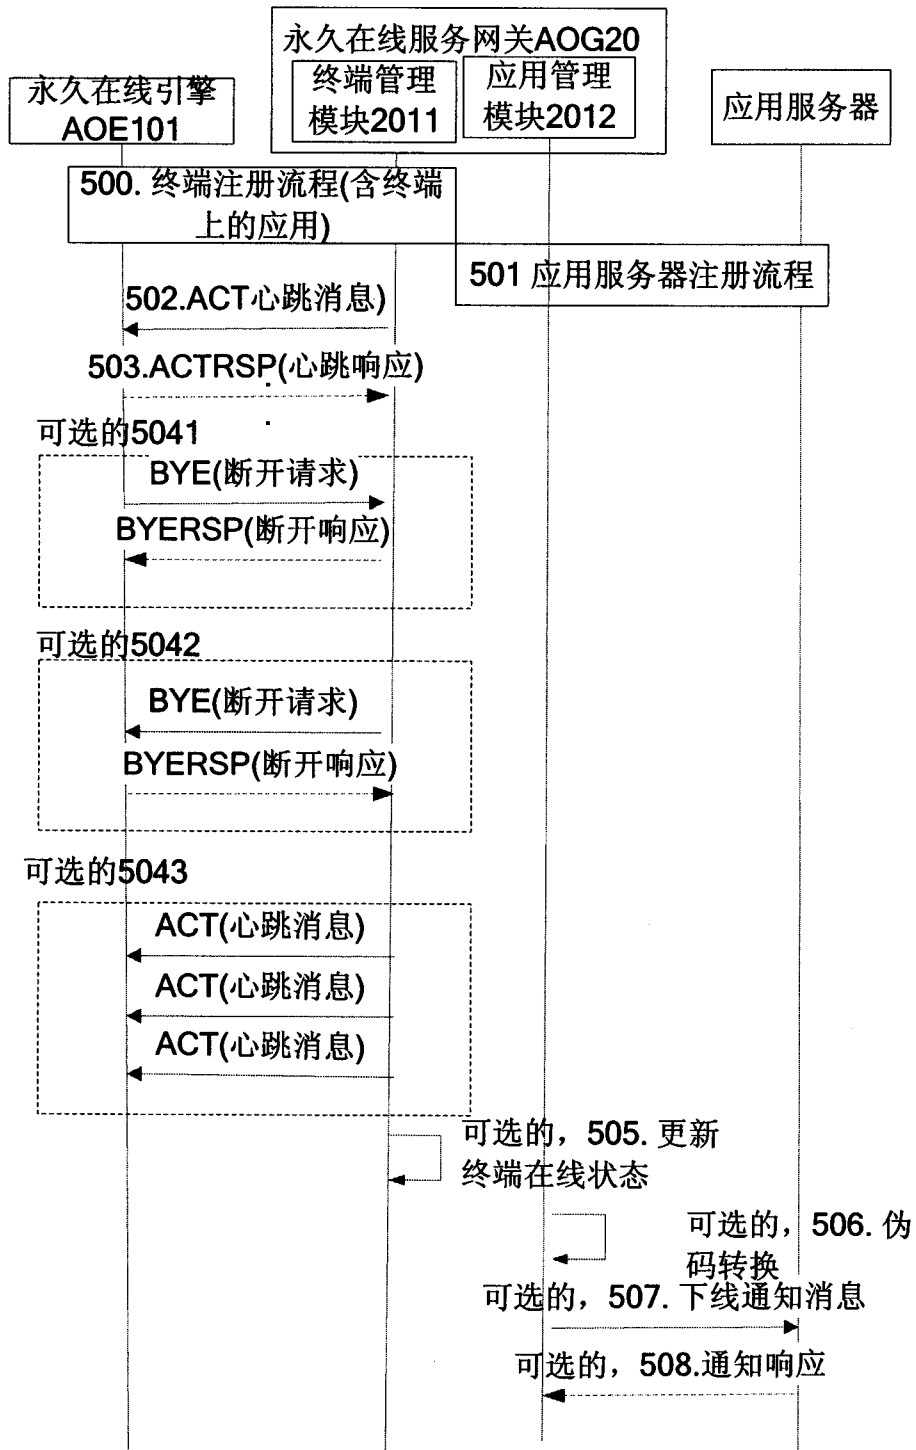 永久在线服务网关AOG20
永久在线引擎
AOE101
终端管理
模块2011
应用管理
模块2012
应用服务器
500. 终端注册流程(含终端
上的应用)
501 应用服务器注册流程
502.ACT心跳消息)
503.ACTRSP(心跳响应)
可选的5041
BYE(断开请求)
BYERSP(断开响应)
可选的5042
BYE(断开请求)
BYERSP(断开响应)
可选的5043
ACT(心跳消息)
ACT(心跳消息)
ACT(心跳消息)
可选的，505. 更新
终端在线状态
可选的，506. 伪
码转换
可选的，507. 下线通知消息
可选的，508.通知响应